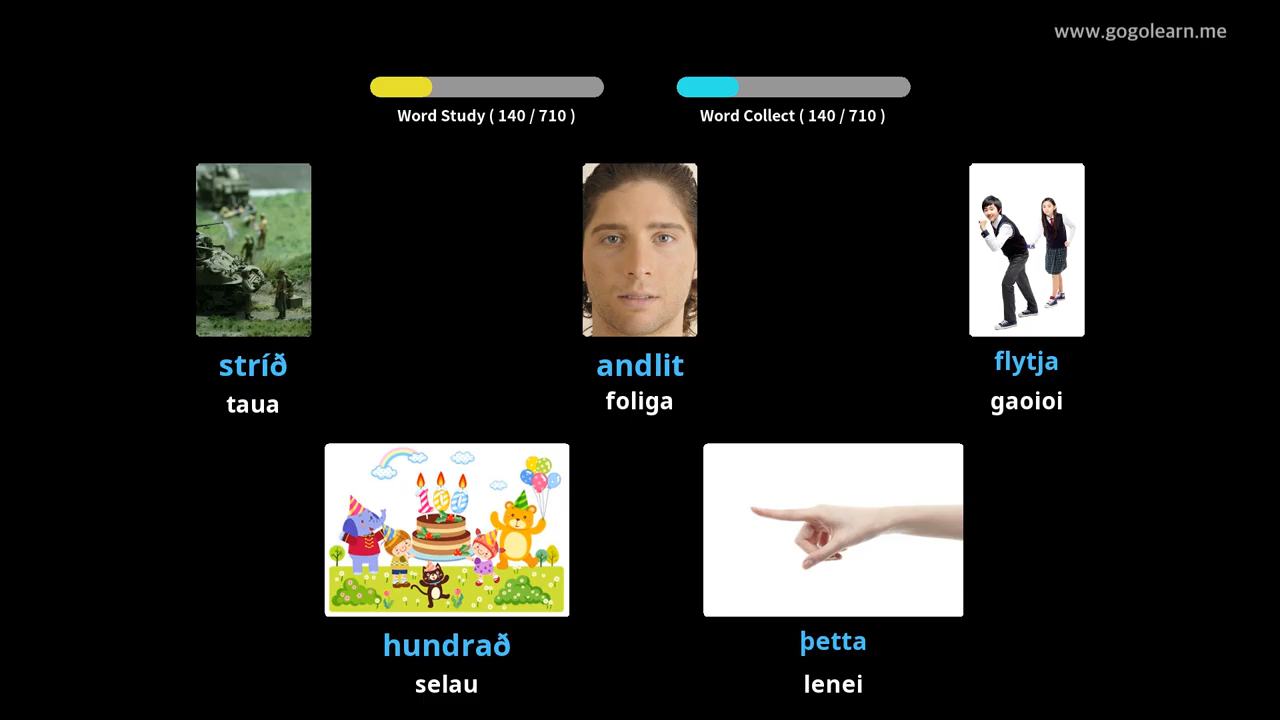 www.gogolearn.me
Word Study ( 140 / 710 )
Word Collect ( 140 / 710 )
stríð
taua
andlit
foliga
flytja
gaoioi
100
hundrað
selau
þetta
lenei